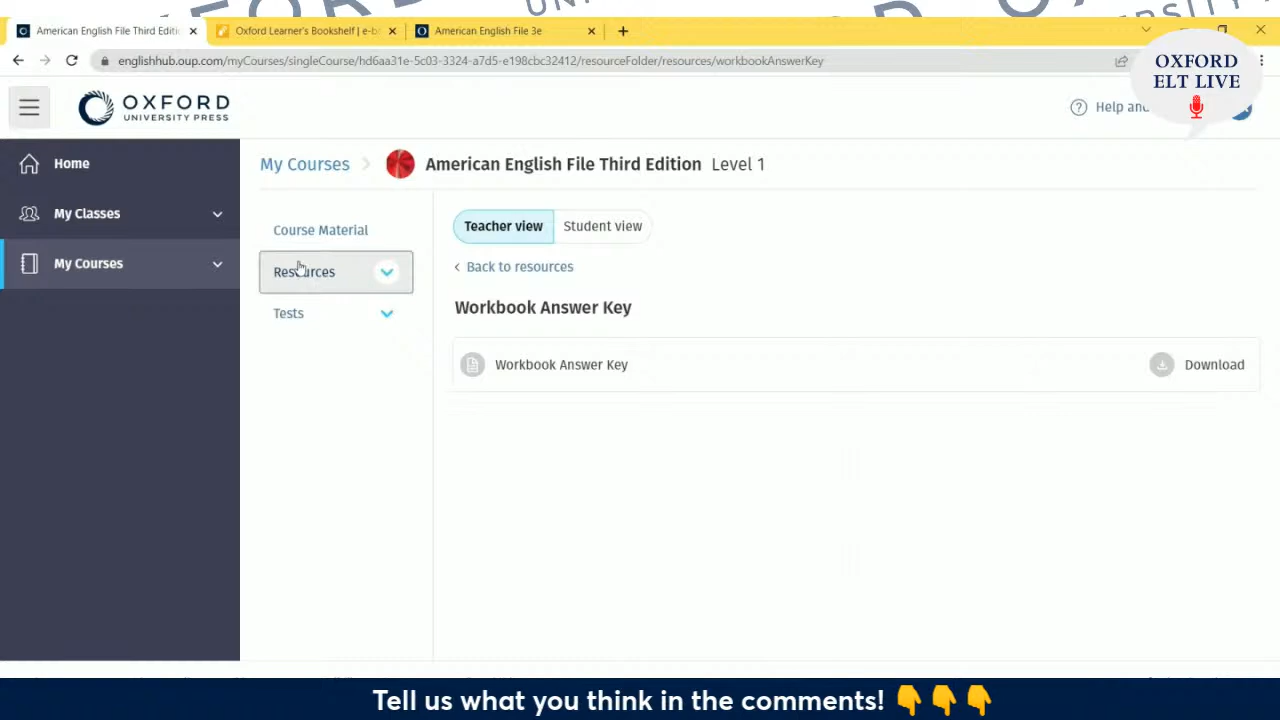 American English File Third Editi
Oxford Learner's Bookshelf | e-b
American English File 3e
englishhub.oup.com/myCourses/singleCourse/hd6aa31e-5c03-3324-a7d5-e198cbc32412/resourceFolder/resources/workbookAnswerKey
OXFORD
ELT LIVE
OXFORD
UNIVERSITY PRESS
Help and
Home
My Classes
My Courses
My Courses > American English File Third Edition Level 1
Course Material
Resources
Tests
Teacher view Student view
< Back to resources
Workbook Answer Key
Workbook Answer Key Download
Tell us what you think in the comments! 👇👇👇